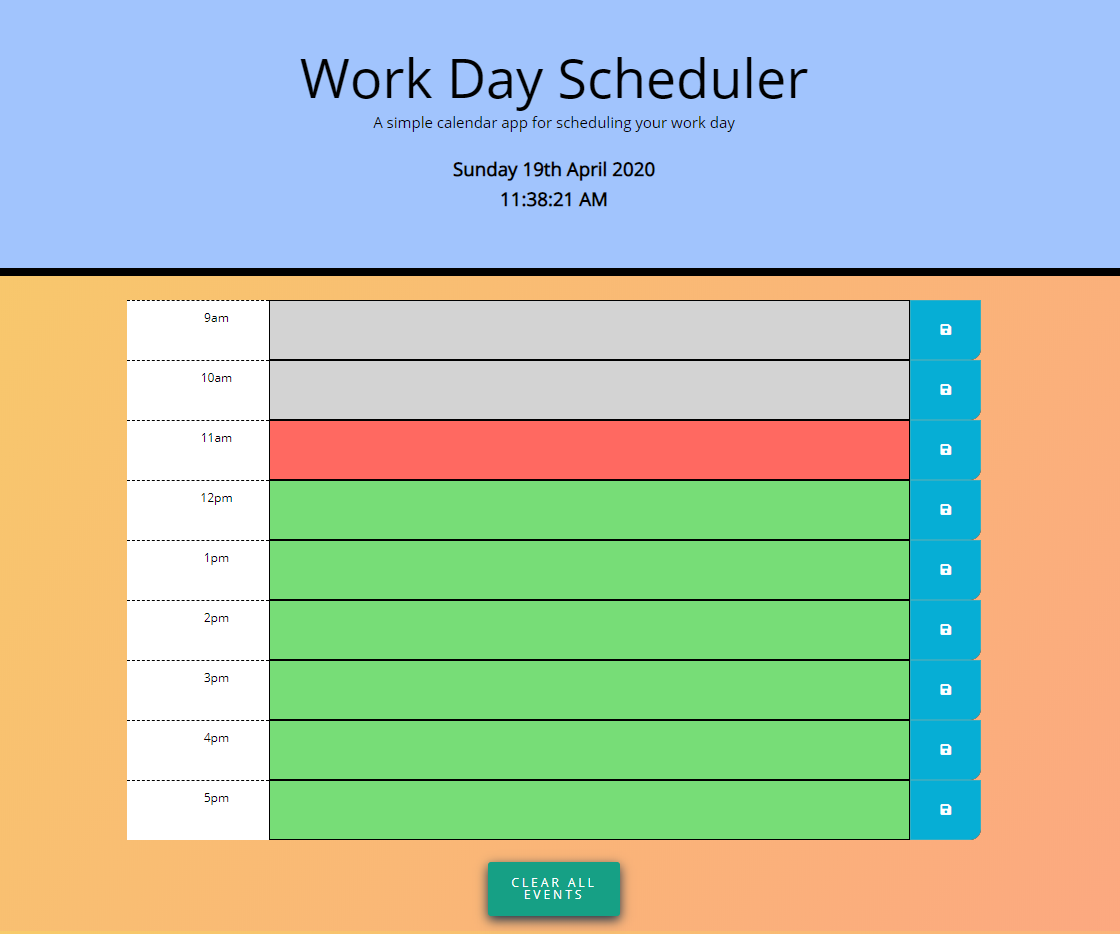 Work Day Scheduler
A simple calendar app for scheduling your work day
Sunday 19th April 2020
11:38:21 AM
9am
10am
11am
12pm
1pm
2pm
3pm
4pm
5pm
CLEAR ALL
EVENTS